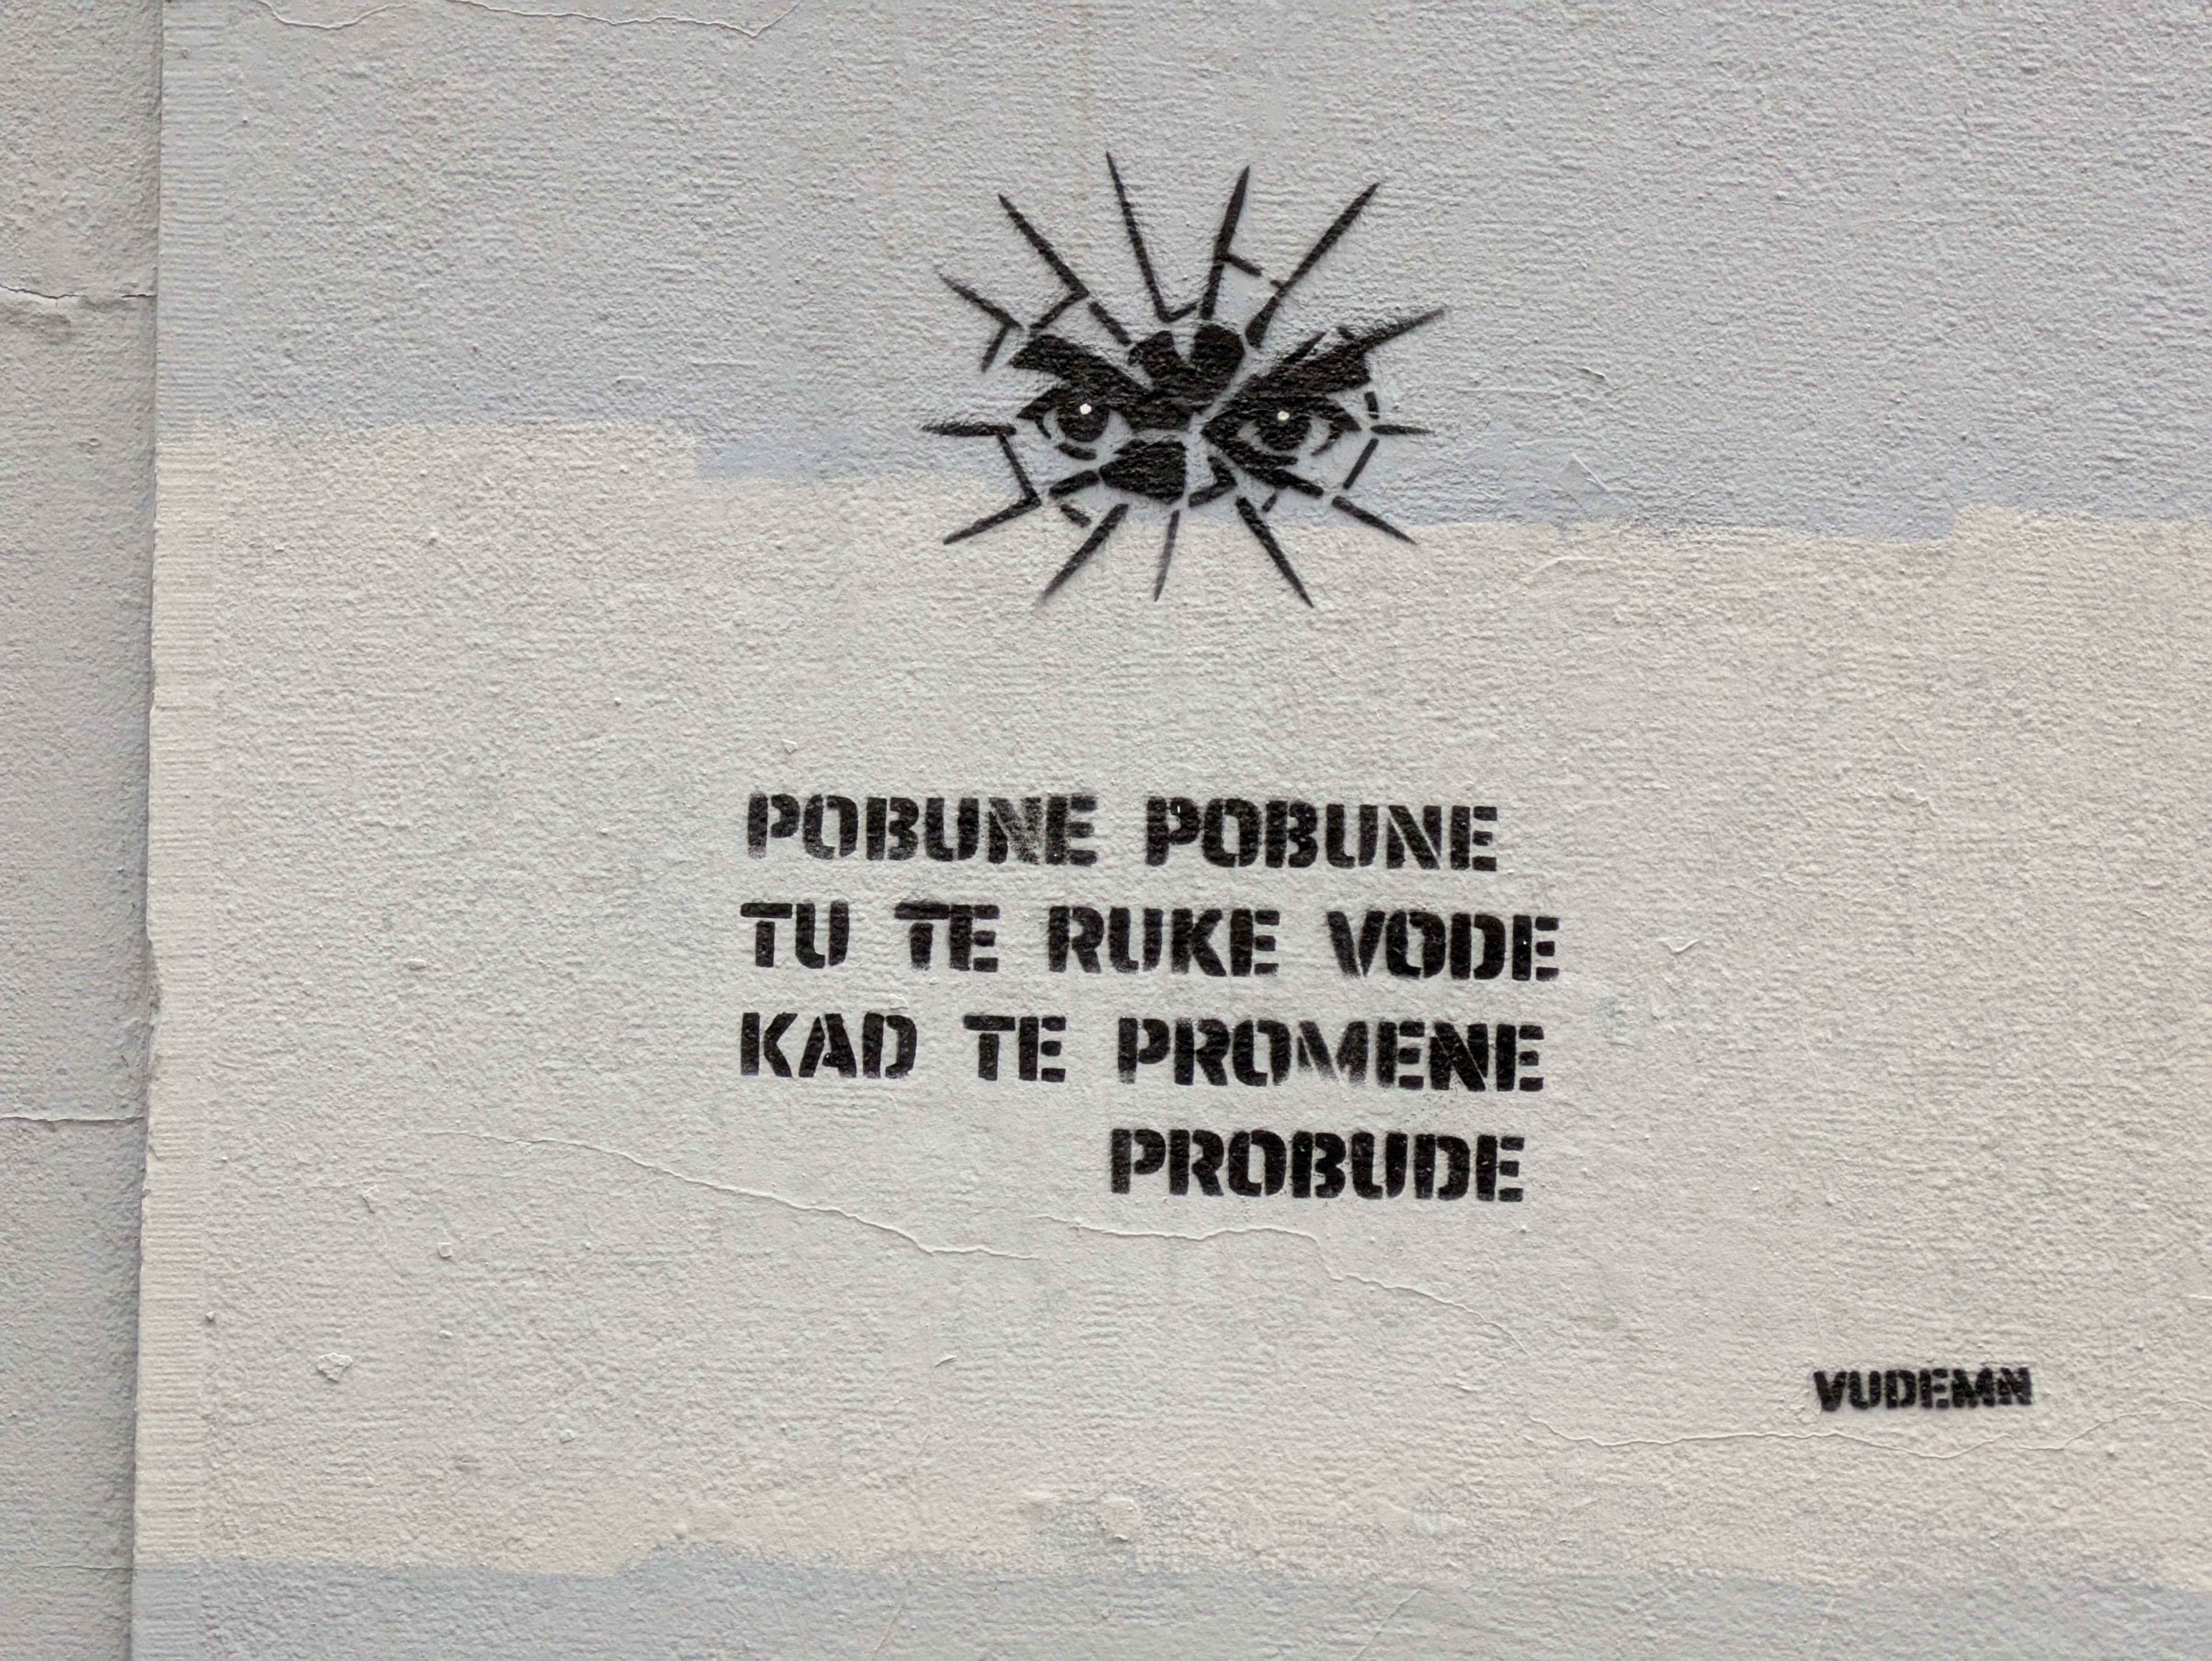 POBUNE POBUNE
TU TE RUKE VODE
KAD TE PROMENE
PROBUDE
VUDEMN